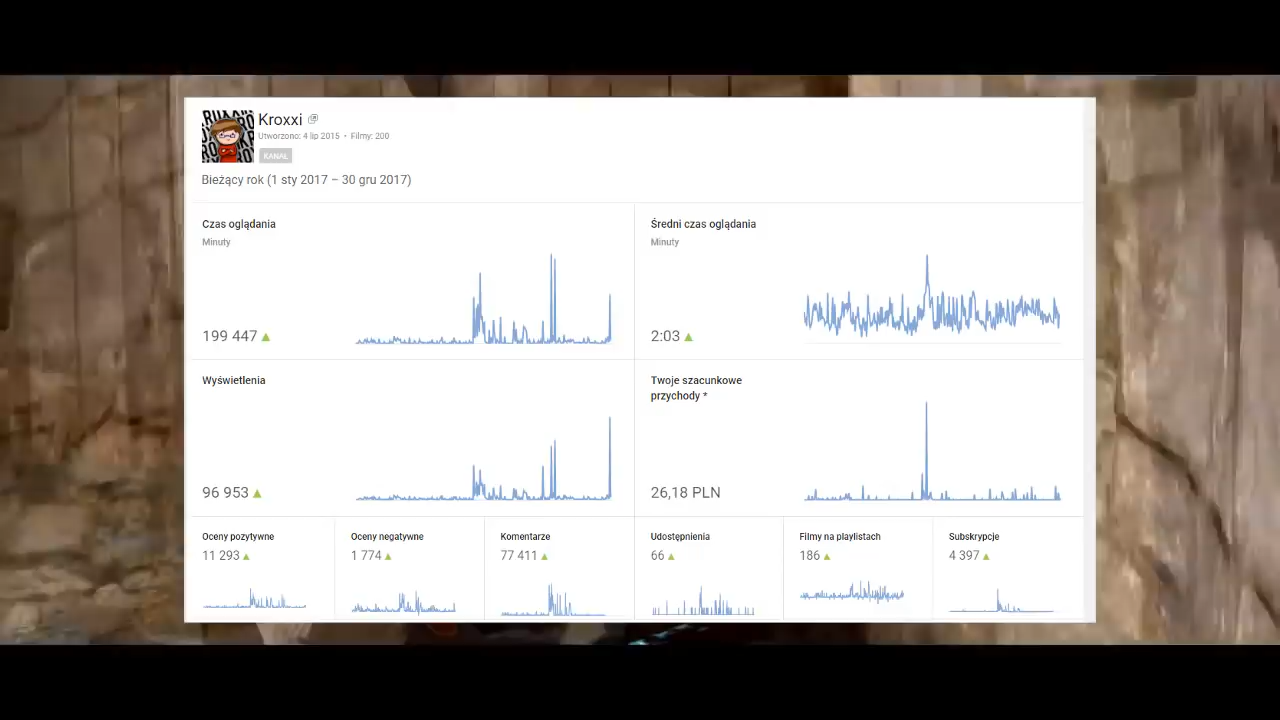 Kroxxi
Utworzono: 4 lip 2015 • Filmy: 200
KANAŁ
Bieżący rok (1 sty 2017 – 30 gru 2017)
Czas oglądania
Minuty
199 447
Średni czas oglądania
Minuty
2:03
Wyświetlenia
96 953
Twoje szacunkowe
przychody *
26,18 PLN
Oceny pozytywne
11 293
Oceny negatywne
1 774
Komentarze
77 411
Udostępnienia
66
Filmy na playlistach
186
Subskrypcje
4 397